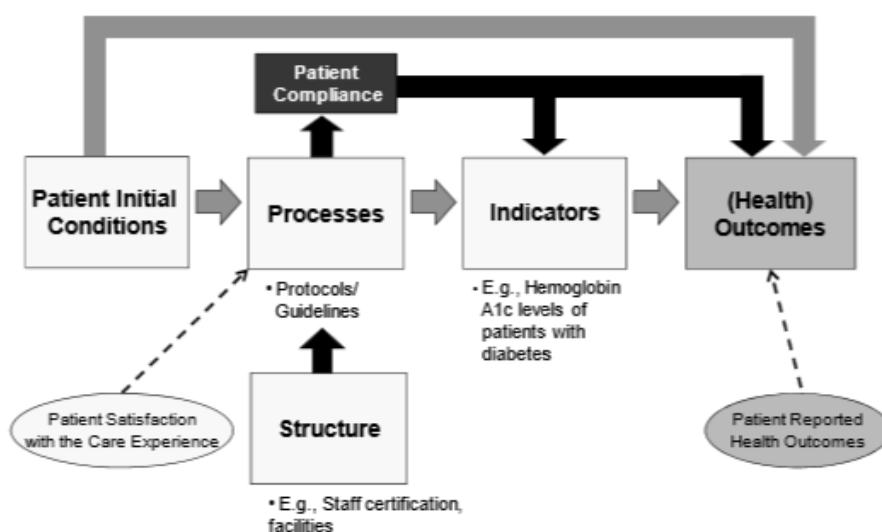 Patient
Compliance
Patient Initial
Conditions
Processes
Indicators
(Health)
Outcomes
• Protocols/
Guidelines
• E.g., Hemoglobin
A1c levels of
patients with
diabetes
Patient Satisfaction
with the Care Experience
Structure
Patient Reported
Health Outcomes
• E.g., Staff certification,
facilities